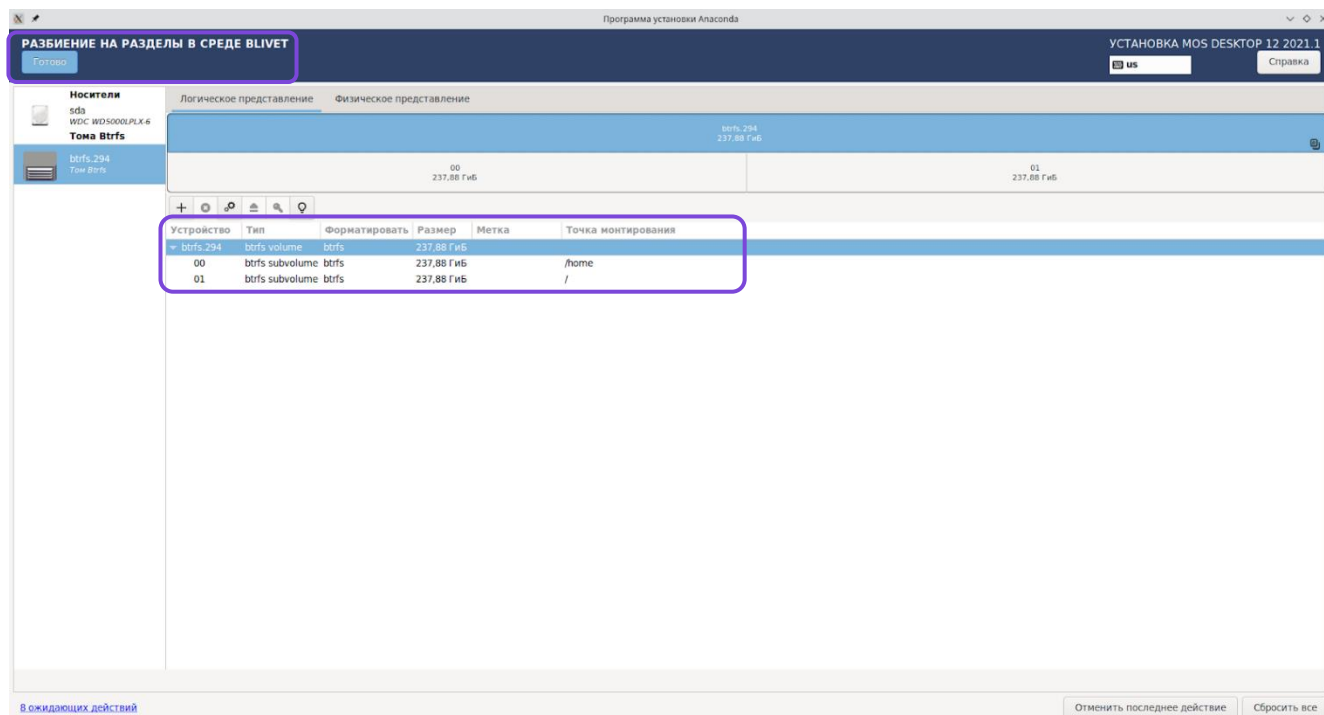 Программа установки Anaconda
РАЗБИЕНИЕ НА РАЗДЕЛЫ В СРЕДЕ BLIVET
Готово
УСТАНОВКА MOS DESKTOP 12 2021.1
us
Справка
Носители
sda
WDC WD5000LPLX-6
Тома Btrfs
btrfs.294
Том Btrfs
Логическое представление Физическое представление
btrfs.294
237,88 ГиБ
00
237,88 ГиБ
01
237,88 ГиБ
Устройство Тип Форматировать Размер Метка Точка монтирования
btrfs.294 btrfs volume btrfs 237,88 ГиБ
00 btrfs subvolume btrfs 237,88 ГиБ /home
01 btrfs subvolume btrfs 237,88 ГиБ /
8 ожидающих действий
Отменить последнее действие
Сбросить все